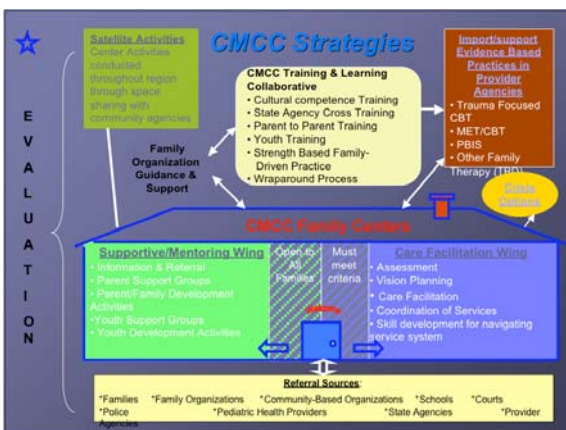 CMCC Strategies
Satellite Activities
Center Activities
conducted
throughout region
through space
sharing with
community agencies
CMCC Training & Learning
Collaborative
• Cultural competence Training
• State Agency Cross Training
• Parent to Parent Training
• Youth Training
• Strength Based Family-
Driven Practice
• Wraparound Process
Import/support
Evidence Based
Practices in
Provider
Agencies
• Trauma Focused
CBT
• MET/CBT
• PBIS
• Other Family
Therapy (TBD)
E
V
A
L
U
A
T
I
O
N
Family
Organization
Guidance &
Support
Crisis
Options
CMCC Family Centers
Supportive/Mentoring Wing
• Information & Referral
• Parent Support Groups
• Parent/Family Development
Activities
•Youth Support Groups
• Youth Development Activities
Open to
All
Families
Must
meet
criteria
Care Facilitation Wing
• Assessment
• Vision Planning
• Care Facilitation
• Coordination of Services
• Skill development for navigating
service system
Referral Sources:
*Families *Family Organizations *Community-Based Organizations *Schools *Courts
*Police *Pediatric Health Providers *State Agencies *Provider
Agencies